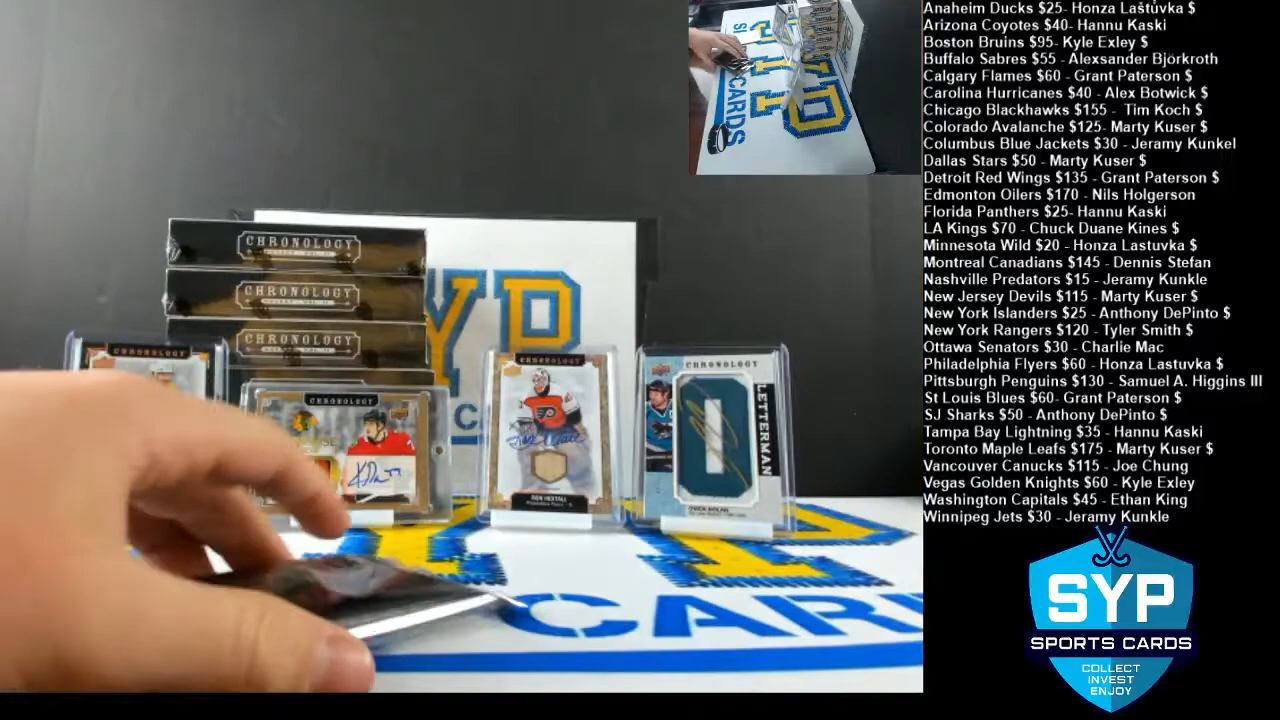 Anaheim Ducks $25- Honza Laštuvka $
Arizona Coyotes $40- Hannu Kaski
Boston Bruins $95- Kyle Exley $
Buffalo Sabres $55 - Alexsander Björkroth
Calgary Flames $60 - Grant Paterson $
Carolina Hurricanes $40 - Alex Botwick $
Chicago Blackhawks $155 - Tim Koch $
Colorado Avalanche $125- Marty Kuser $
Columbus Blue Jackets $30 - Jeramy Kunkel
Dallas Stars $50 - Marty Kuser $
Detroit Red Wings $135 - Grant Paterson $
Edmonton Oilers $170 - Nils Holgerson
Florida Panthers $25- Hannu Kaski
LA Kings $70 - Chuck Duane Kines $
Minnesota Wild $20 - Honza Lastuvka $
Montreal Canadiens $145 - Dennis Stefan
Nashville Predators $15 - Jeramy Kunkle
New Jersey Devils $115 - Marty Kuser $
New York Islanders $25 - Anthony DePinto $
New York Rangers $120 - Tyler Smith $
Ottawa Senators $30 - Charlie Mac
Philadelphia Flyers $60 - Honza Lastuvka $
Pittsburgh Penguins $130 - Samuel A. Higgins III
St Louis Blues $60- Grant Paterson $
SJ Sharks $50 - Anthony DePinto $
Tampa Bay Lightning $35 - Hannu Kaski
Toronto Maple Leafs $175 - Marty Kuser $
Vancouver Canucks $115 - Joe Chung
Vegas Golden Knights $60 - Kyle Exley
Washington Capitals $45 - Ethan King
Winnipeg Jets $30 - Jeramy Kunkle
SYP
SPORTS CARDS
COLLECT
INVEST
ENJOY
CARDS
CHRONOLOGY
CHRONOLOGY
CHRONOLOGY
YP
CHRONOLOGY
CHRONOLOGY
CHRONOLOGY
RON HEXTALL
CHRONOLOGY
LETTERMAN
OWEN NOLAN
YP
CAR